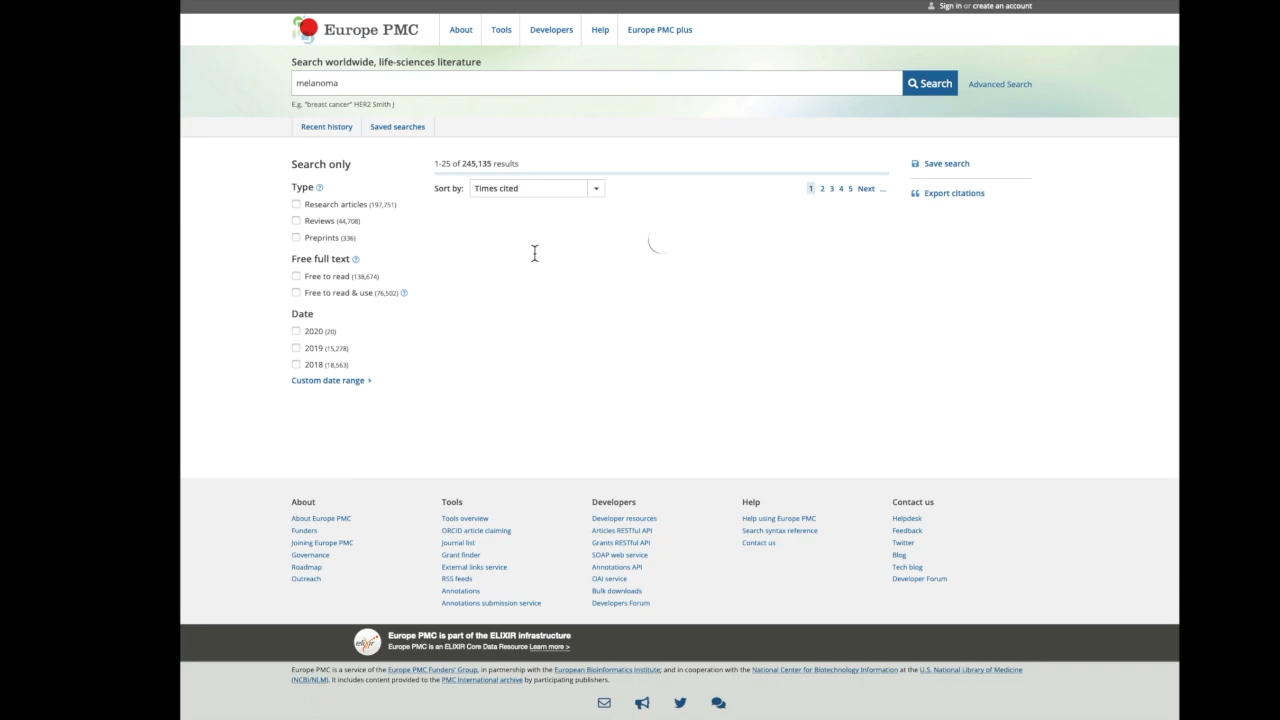 Sign in or create an account
Europe PMC
About Tools Developers Help Europe PMC plus
Search worldwide, life-sciences literature
melanoma
Search
Advanced Search
E.g. "breast cancer" HER2 Smith J
Recent history Saved searches
Search only
Type
Research articles (197,751)
Reviews (44,708)
Preprints (336)
Free full text
Free to read (138,674)
Free to read & use (76,502)
Date
2020 (20)
2019 (15,278)
2018 (18,563)
Custom date range
1-25 of 245,135 results
Sort by: Times cited
1 2 3 4 5 Next ...
Save search
Export citations
About
About Europe PMC
Funders
Joining Europe PMC
Governance
Roadmap
Outreach
Tools
Tools overview
ORCID article claiming
Journal list
Grant finder
External links service
RSS feeds
Annotations
Annotations submission service
Developers
Developer resources
Articles RESTful API
Grants RESTful API
SOAP web service
Annotations API
OAI service
Bulk downloads
Developers Forum
Help
Help using Europe PMC
Search syntax reference
Contact us
Contact us
Helpdesk
Feedback
Twitter
Blog
Tech blog
Developer Forum
elixir
Europe PMC is part of the ELIXIR infrastructure
Europe PMC is an ELIXIR Core Data Resource Learn more >
Europe PMC is a service of the Europe PMC Funders' Group, in partnership with the European Bioinformatics Institute; and in cooperation with the National Center for Biotechnology Information at the U.S. National Library of Medicine
(NCBI/NLM). It includes content provided to the PMC International archive by participating publishers.